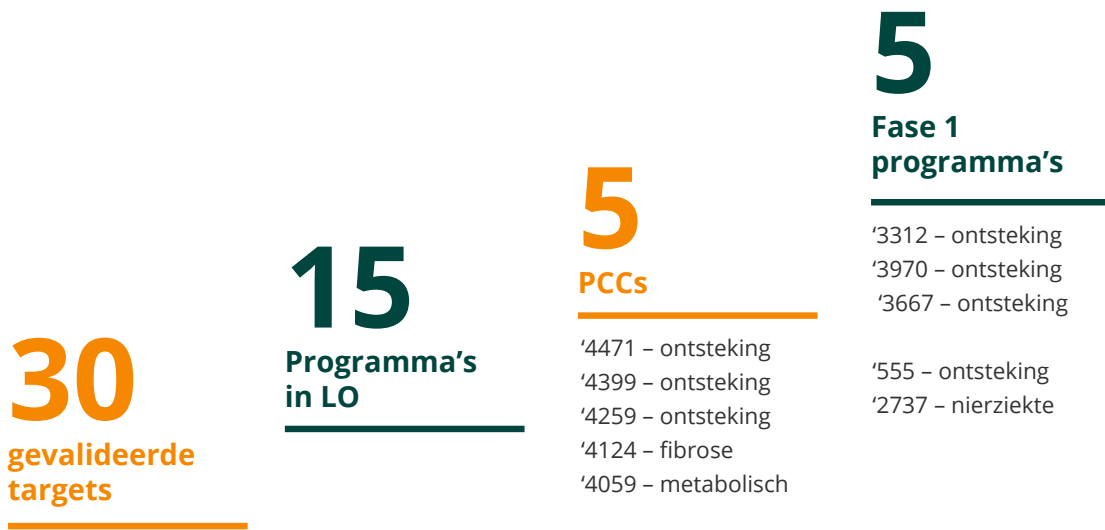 30
gevalideerde
targets
15
Programma’s
in LO
5
PCCs
‘4471 – ontsteking
‘4399 – ontsteking
‘4259 – ontsteking
‘4124 – fibrose
‘4059 – metabolisch
5
Fase 1
programma’s
‘3312 – ontsteking
‘3970 – ontsteking
‘3667 – ontsteking
‘555 – ontsteking
‘2737 – nierziekte